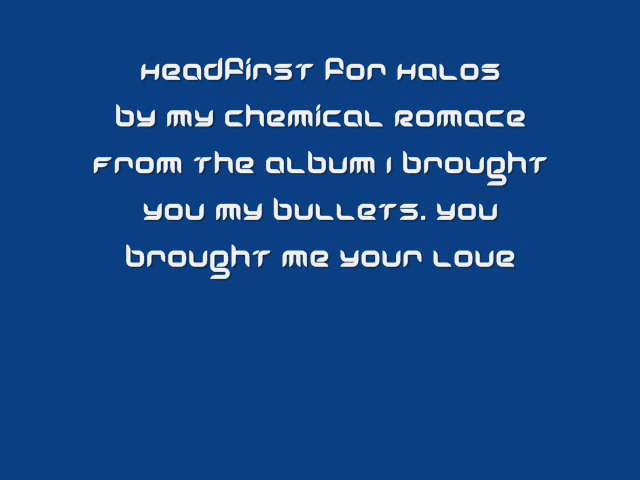 Headfirst for Halos
by my chemical Romace
from the album I brought
you my bullets. you
brought me your love